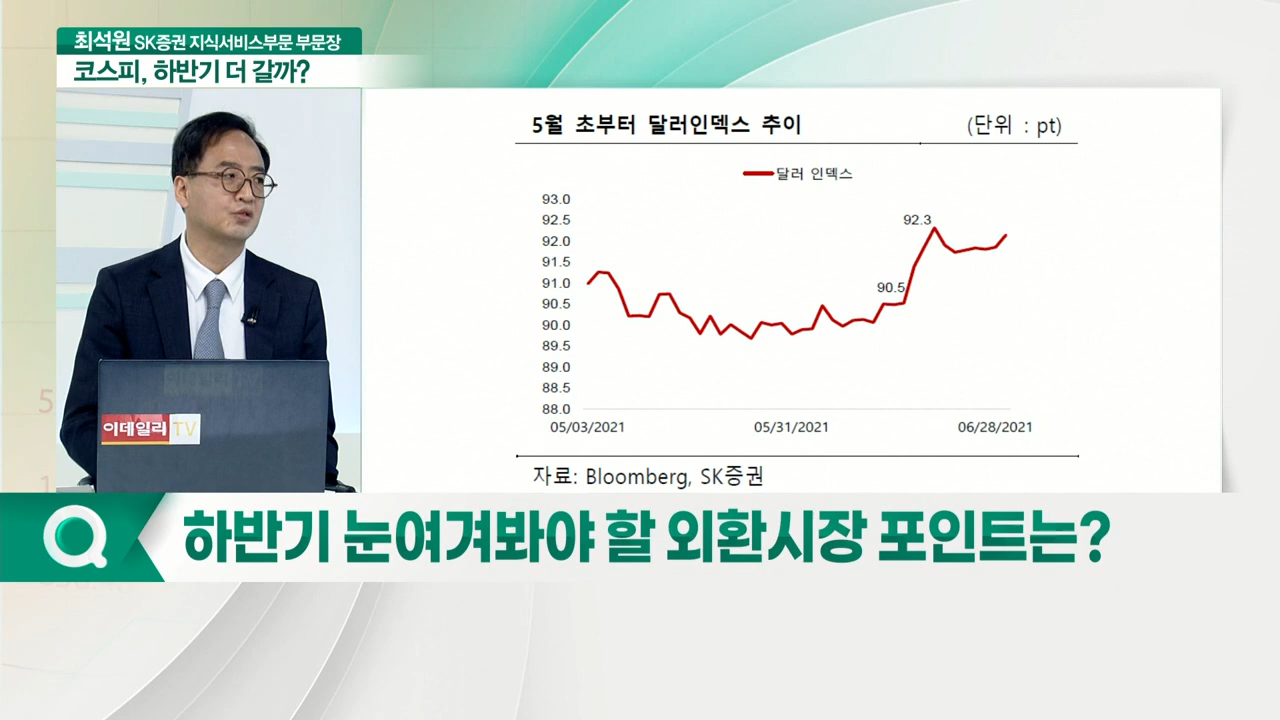 최석원 SK증권 지식서비스부문 부문장
코스피, 하반기 더 갈까?
5월 초부터 달러인덱스 추이 (단위 : pt)
달러 인덱스
93.0
92.5
92.0
91.5
91.0
90.5
90.0
89.5
89.0
88.5
88.0
92.3
90.5
05/03/2021 05/31/2021 06/28/2021
자료: Bloomberg, SK증권
이데일리 TV
하반기 눈여겨봐야 할 외환시장 포인트는?